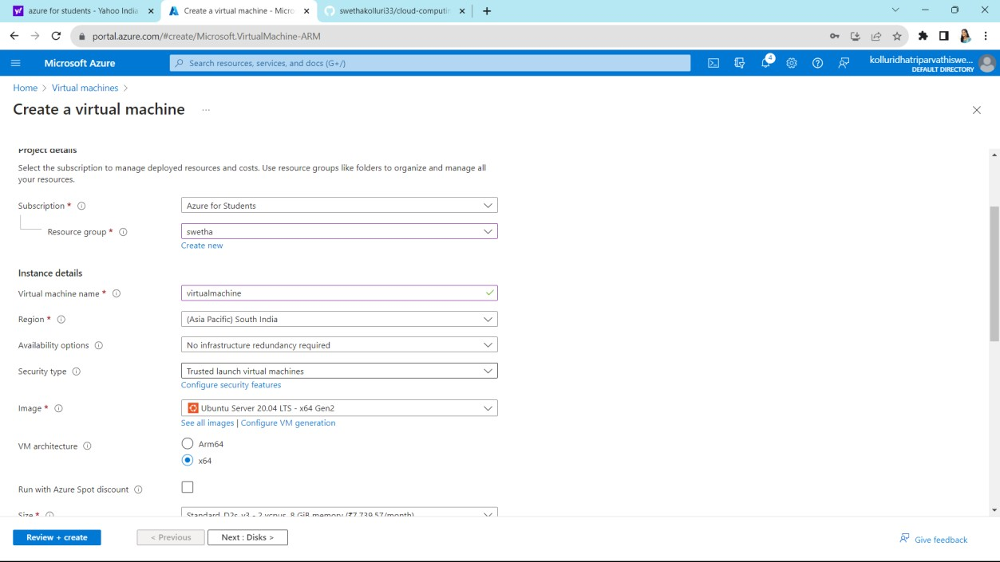 azure for students - Yahoo India
Create a virtual machine - Micro
swethakolluri33/cloud-computin
portal.azure.com/#create/Microsoft.VirtualMachine-ARM
Microsoft Azure
Search resources, services, and docs (G+/)
4
kolluridhatriparvathiswe...
DEFAULT DIRECTORY
Home > Virtual machines >
Create a virtual machine ...
Project details
Select the subscription to manage deployed resources and costs. Use resource groups like folders to organize and manage all
your resources.
Subscription * Azure for Students
Resource group * swetha
Create new
Instance details
Virtual machine name * virtualmachine
Region * (Asia Pacific) South India
Availability options No infrastructure redundancy required
Security type Trusted launch virtual machines
Configure security features
Image * Ubuntu Server 20.04 LTS - x64 Gen2
See all images | Configure VM generation
VM architecture Arm64
x64
Run with Azure Spot discount
Size * Standard_D2s_v3 - 2 vcpus, 8 GiB memory (₹7,739.57/month)
Review + create < Previous Next : Disks > Give feedback